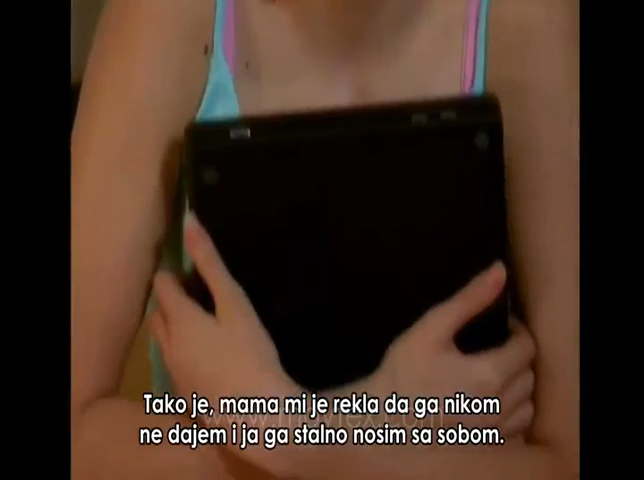 Tako je, mama mi je rekla da ga nikom
ne dajem i ja ga stalno nosim sa sobom.